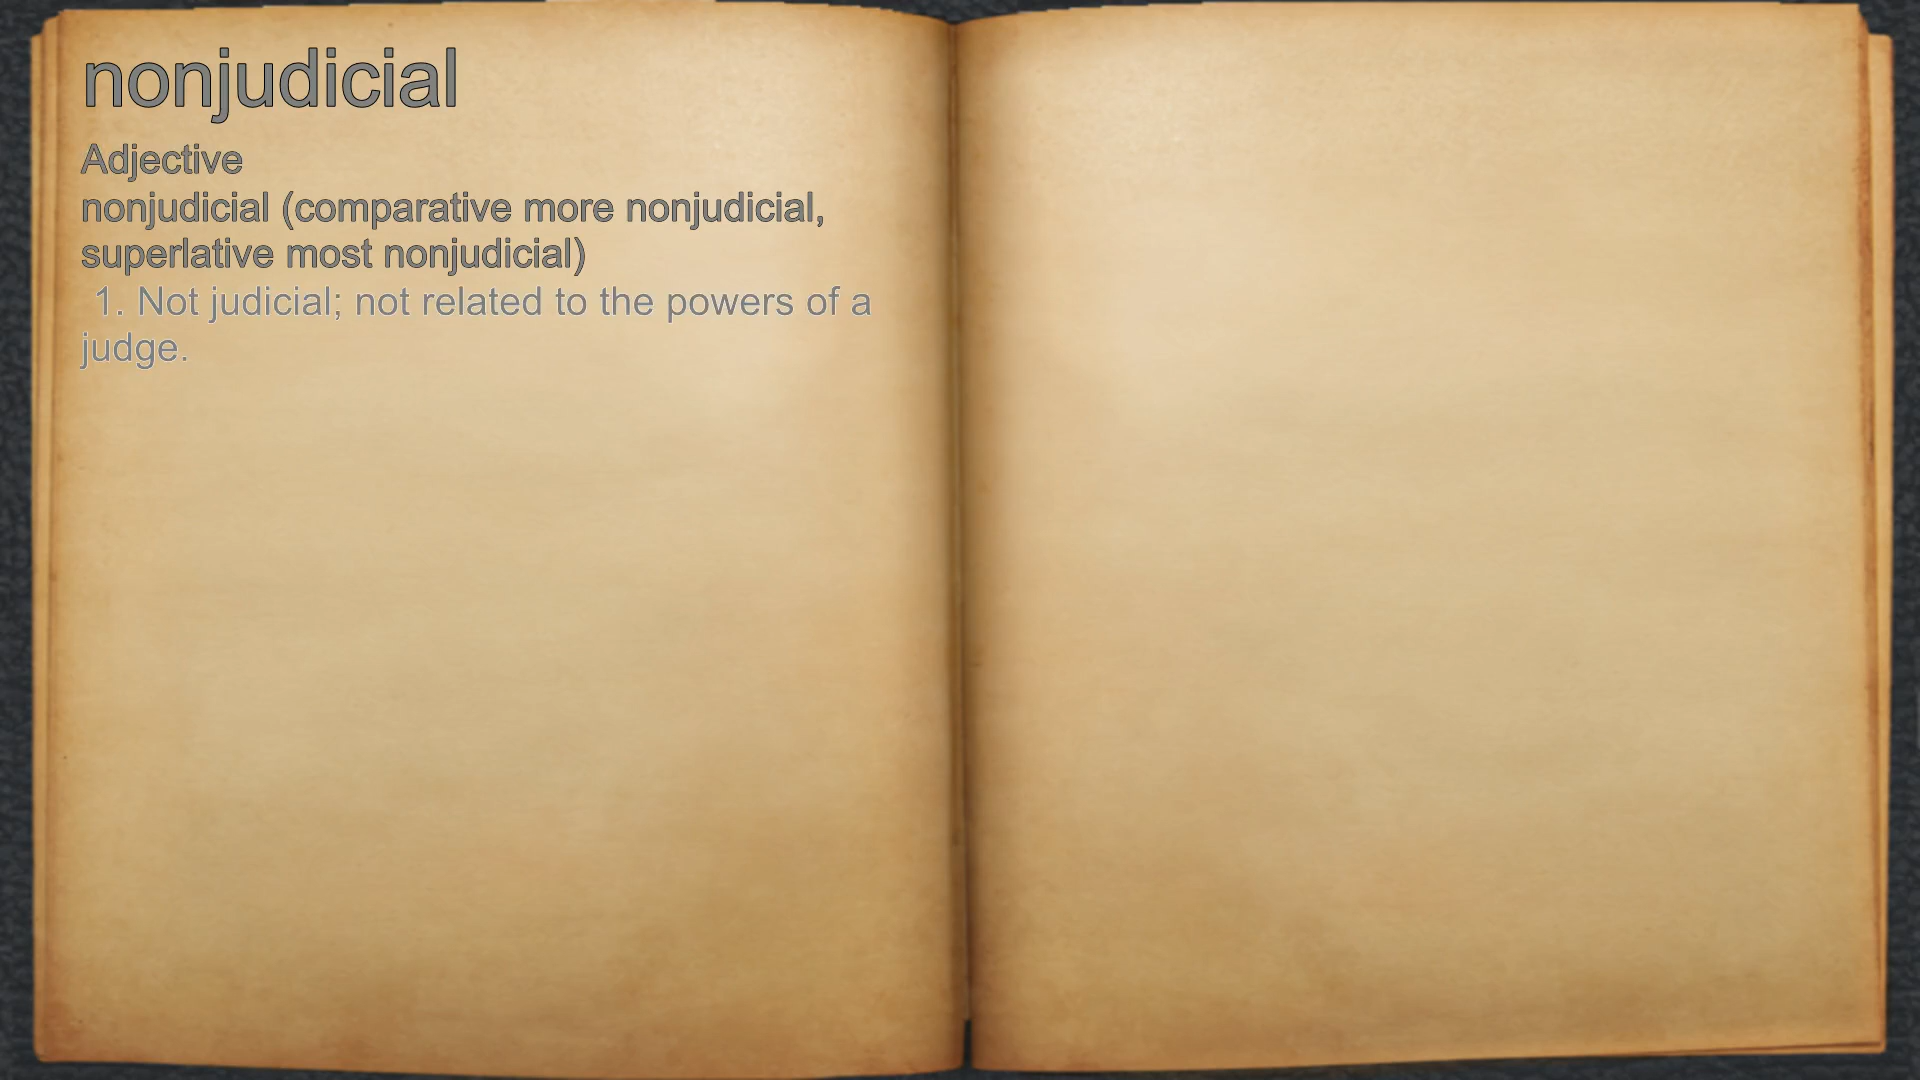 nonjudicial
Adjective
nonjudicial (comparative more nonjudicial,
superlative most nonjudicial)
1. Not judicial; not related to the powers of a
judge.